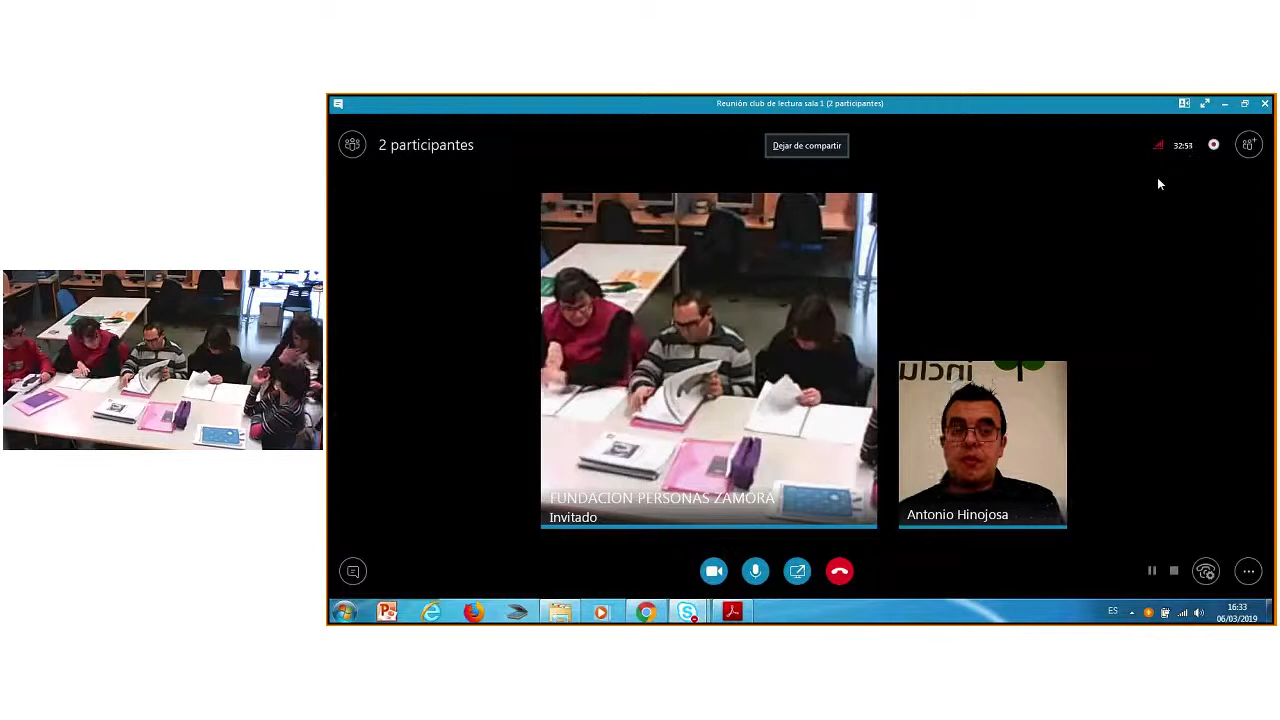 Reunión club de lectura sala 1 (2 participantes)
2 participantes
Dejar de compartir
32:53
FUNDACION PERSONAS ZAMORA
Invitado
inclu
Antonio Hinojosa
ES
16:33
06/03/2019